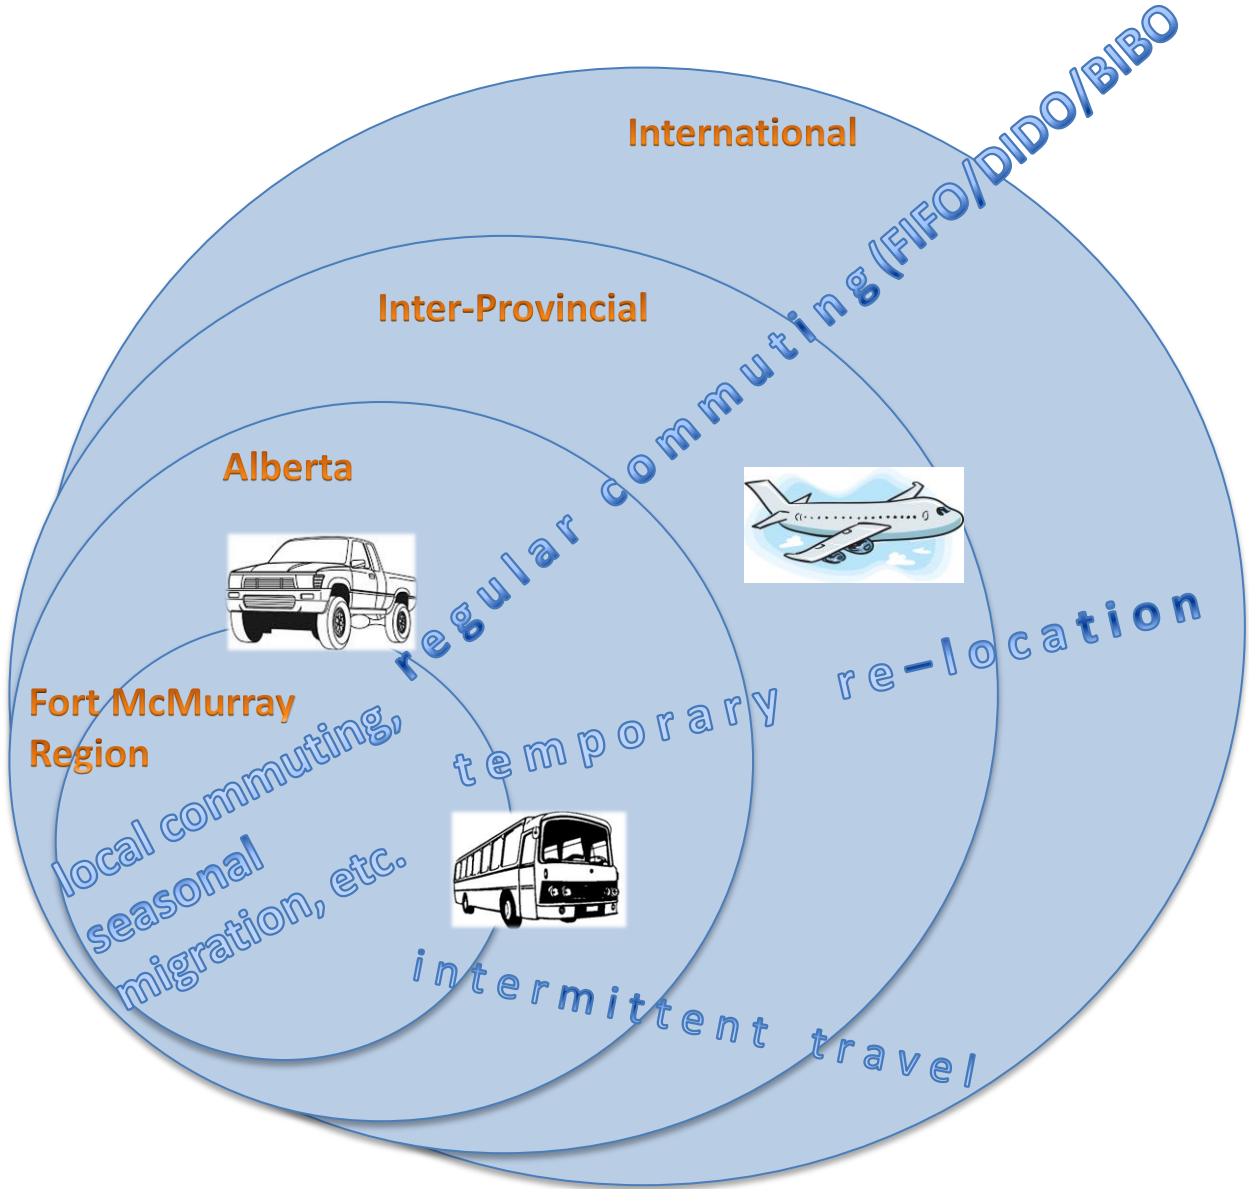 International
Inter-Provincial
Alberta
Fort McMurray
Region
regular commuting (FIFO/DIDO/BIBO
temporary re-location
local commuting,
seasonal
migration, etc.
intermittent travel